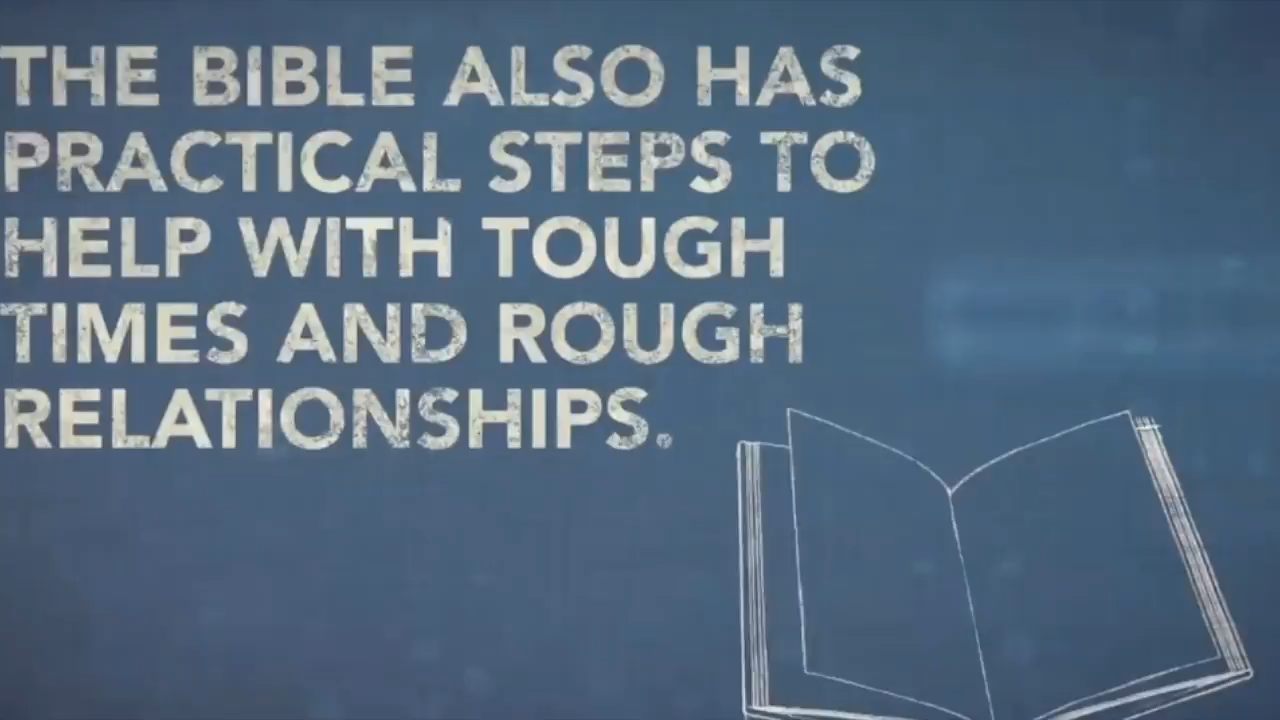 THE BIBLE ALSO HAS
PRACTICAL STEPS TO
HELP WITH TOUGH
TIMES AND ROUGH
RELATIONSHIPS.